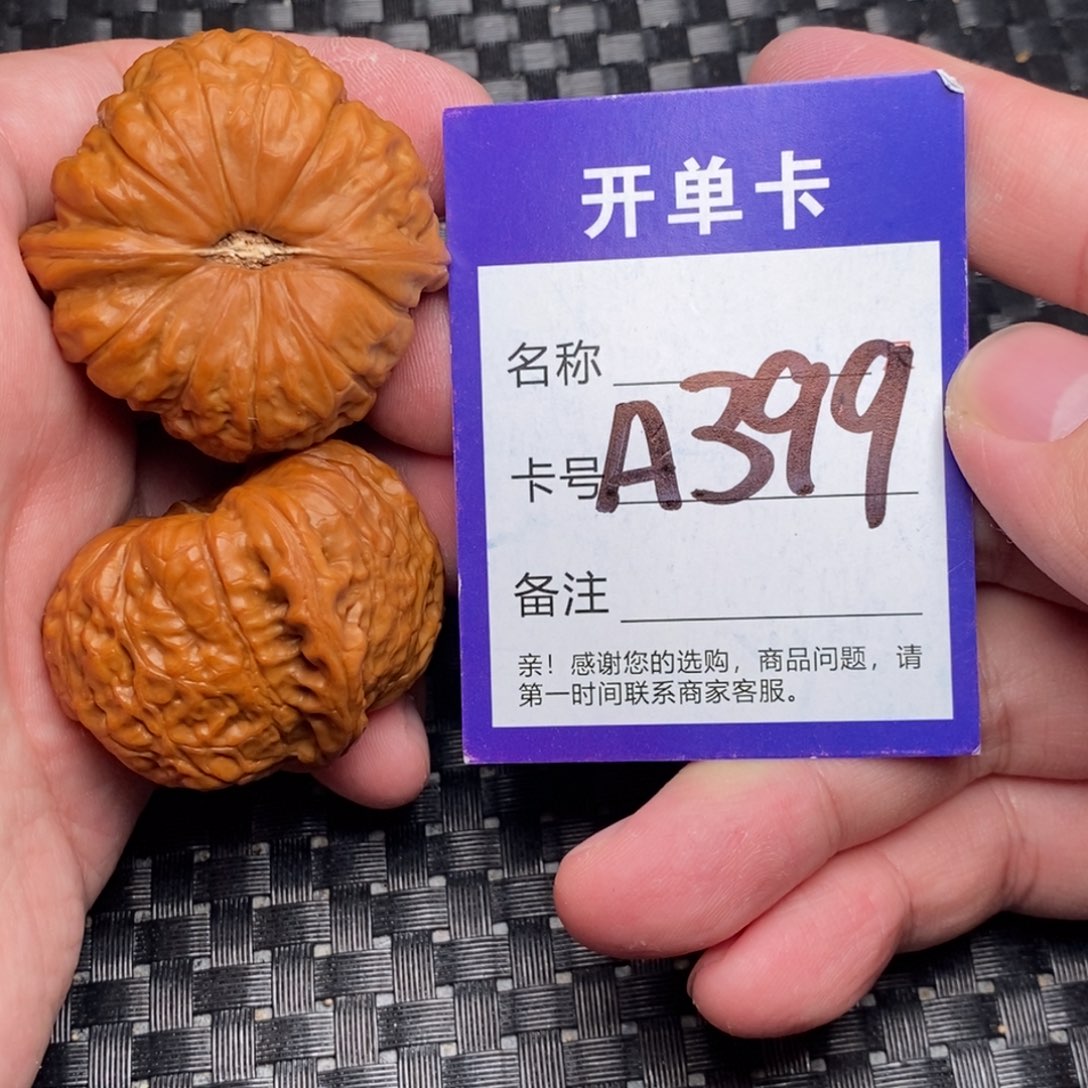 开单卡
名称
卡号 A399
备注
亲！感谢您的选购，商品问题，请
第一时间联系商家客服。